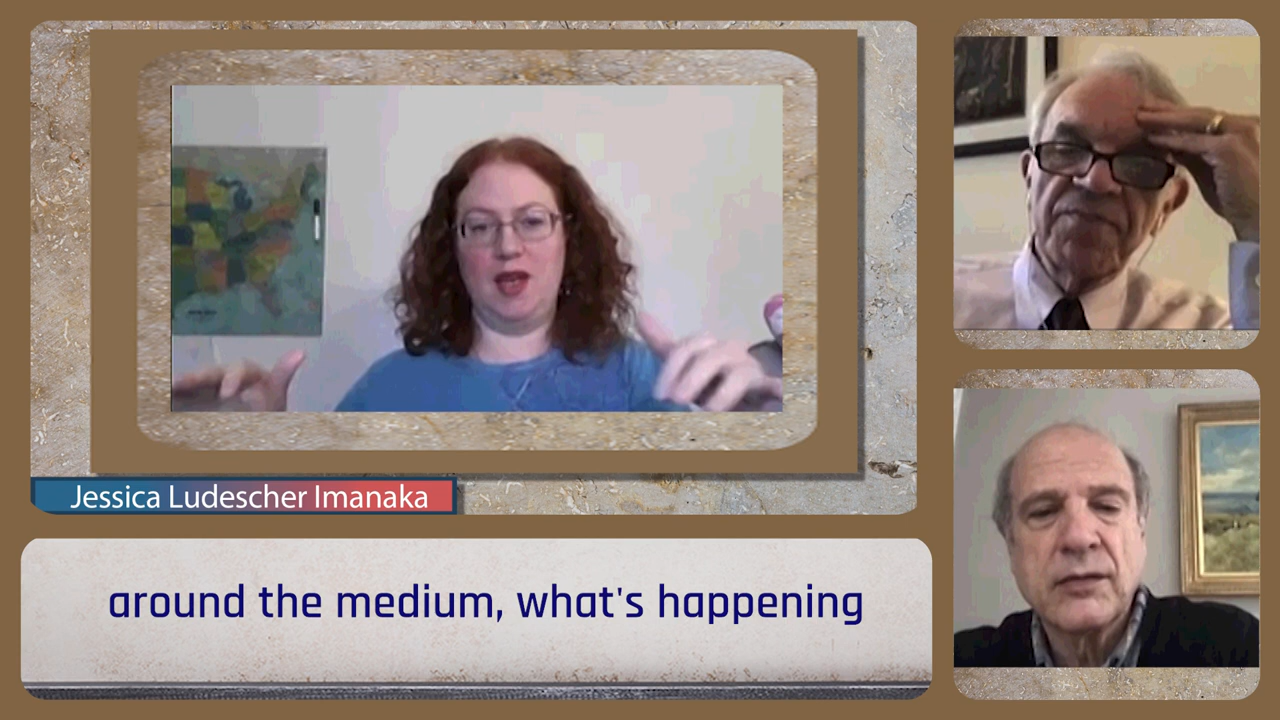 Jessica Ludescher Imanaka
around the medium, what's happening